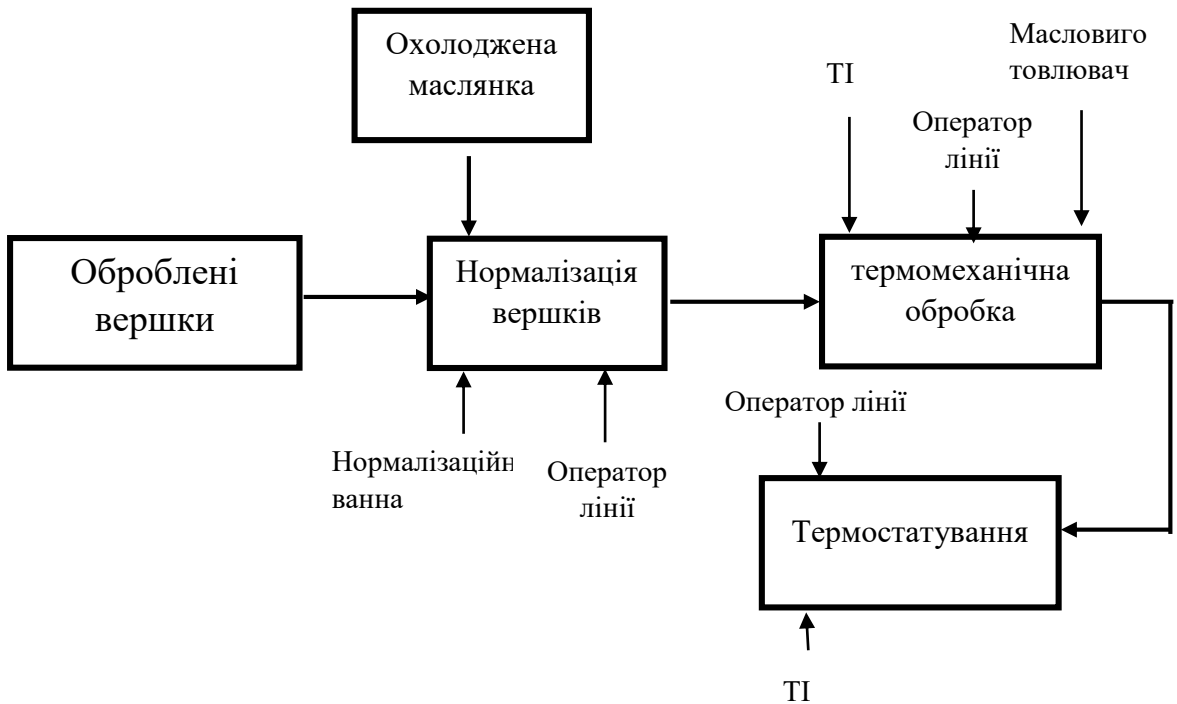 Охолоджена
маслянка
ТІ
Масловиго
товлювач
Оператор
лінії
Оброблені
вершки
Нормалізація
вершків
термомеханічна
обробка
Оператор лінії
Нормалізаційн
ванна
Оператор
лінії
Термостатування
ТІ